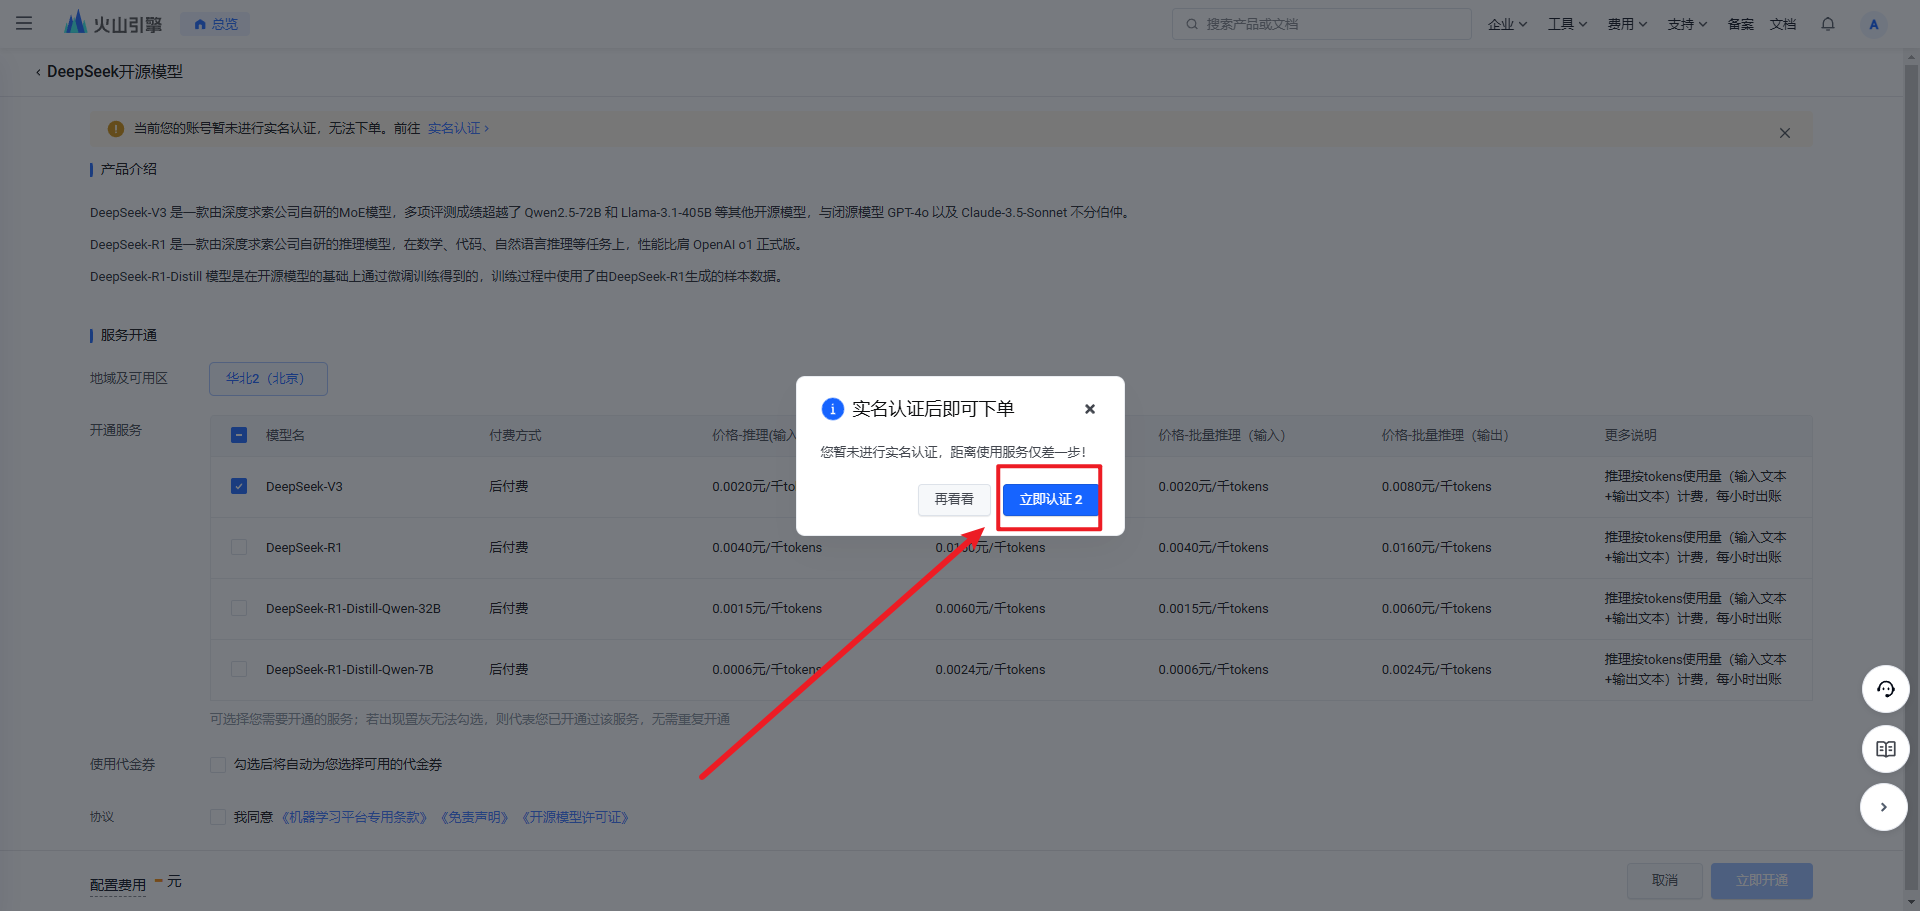 火山引擎
总览
搜索产品或文档
企业
工具
费用
支持
备案
文档
A
DeepSeek开源模型
当前您的账号暂未进行实名认证，无法下单。前往 实名认证
产品介绍
DeepSeek-V3 是一款由深度求索公司自研的MoE模型，多项评测成绩超越了 Qwen2.5-72B 和 Llama-3.1-405B 等其他开源模型，与闭源模型 GPT-4o 以及 Claude-3.5-Sonnet 不分伯仲。
DeepSeek-R1 是一款由深度求索公司自研的推理模型，在数学、代码、自然语言推理等任务上，性能比肩 OpenAI o1 正式版。
DeepSeek-R1-Distill 模型是在开源模型的基础上通过微调训练得到的，训练过程中使用了由DeepSeek-R1生成的样本数据。
服务开通
地域及可用区
华北2（北京）
开通服务
模型名 付费方式 价格-推理(输入 价格-批量推理（输入） 价格-批量推理（输出） 更多说明
DeepSeek-V3 后付费 0.0020元/千to 0.0020元/千tokens 0.0080元/千tokens 推理按tokens使用量（输入文本
+输出文本）计费，每小时出账
DeepSeek-R1 后付费 0.0040元/千tokens 0.0160元/千tokens 0.0040元/千tokens 0.0160元/千tokens 推理按tokens使用量（输入文本
+输出文本）计费，每小时出账
DeepSeek-R1-Distill-Qwen-32B 后付费 0.0015元/千tokens 0.0060元/千tokens 0.0015元/千tokens 0.0060元/千tokens 推理按tokens使用量（输入文本
+输出文本）计费，每小时出账
DeepSeek-R1-Distill-Qwen-7B 后付费 0.0006元/千tokens 0.0024元/千tokens 0.0006元/千tokens 0.0024元/千tokens 推理按tokens使用量（输入文本
+输出文本）计费，每小时出账
可选择您需要开通的服务；若出现置灰无法勾选，则代表您已开通过该服务，无需重复开通
实名认证后即可下单
您暂未进行实名认证，距离使用服务仅差一步！
再看看
立即认证 2
使用代金券
勾选后将自动为您选择可用的代金券
协议
我同意 《机器学习平台专用条款》 《免责声明》 《开源模型许可证》
配置费用 - 元
取消
立即开通